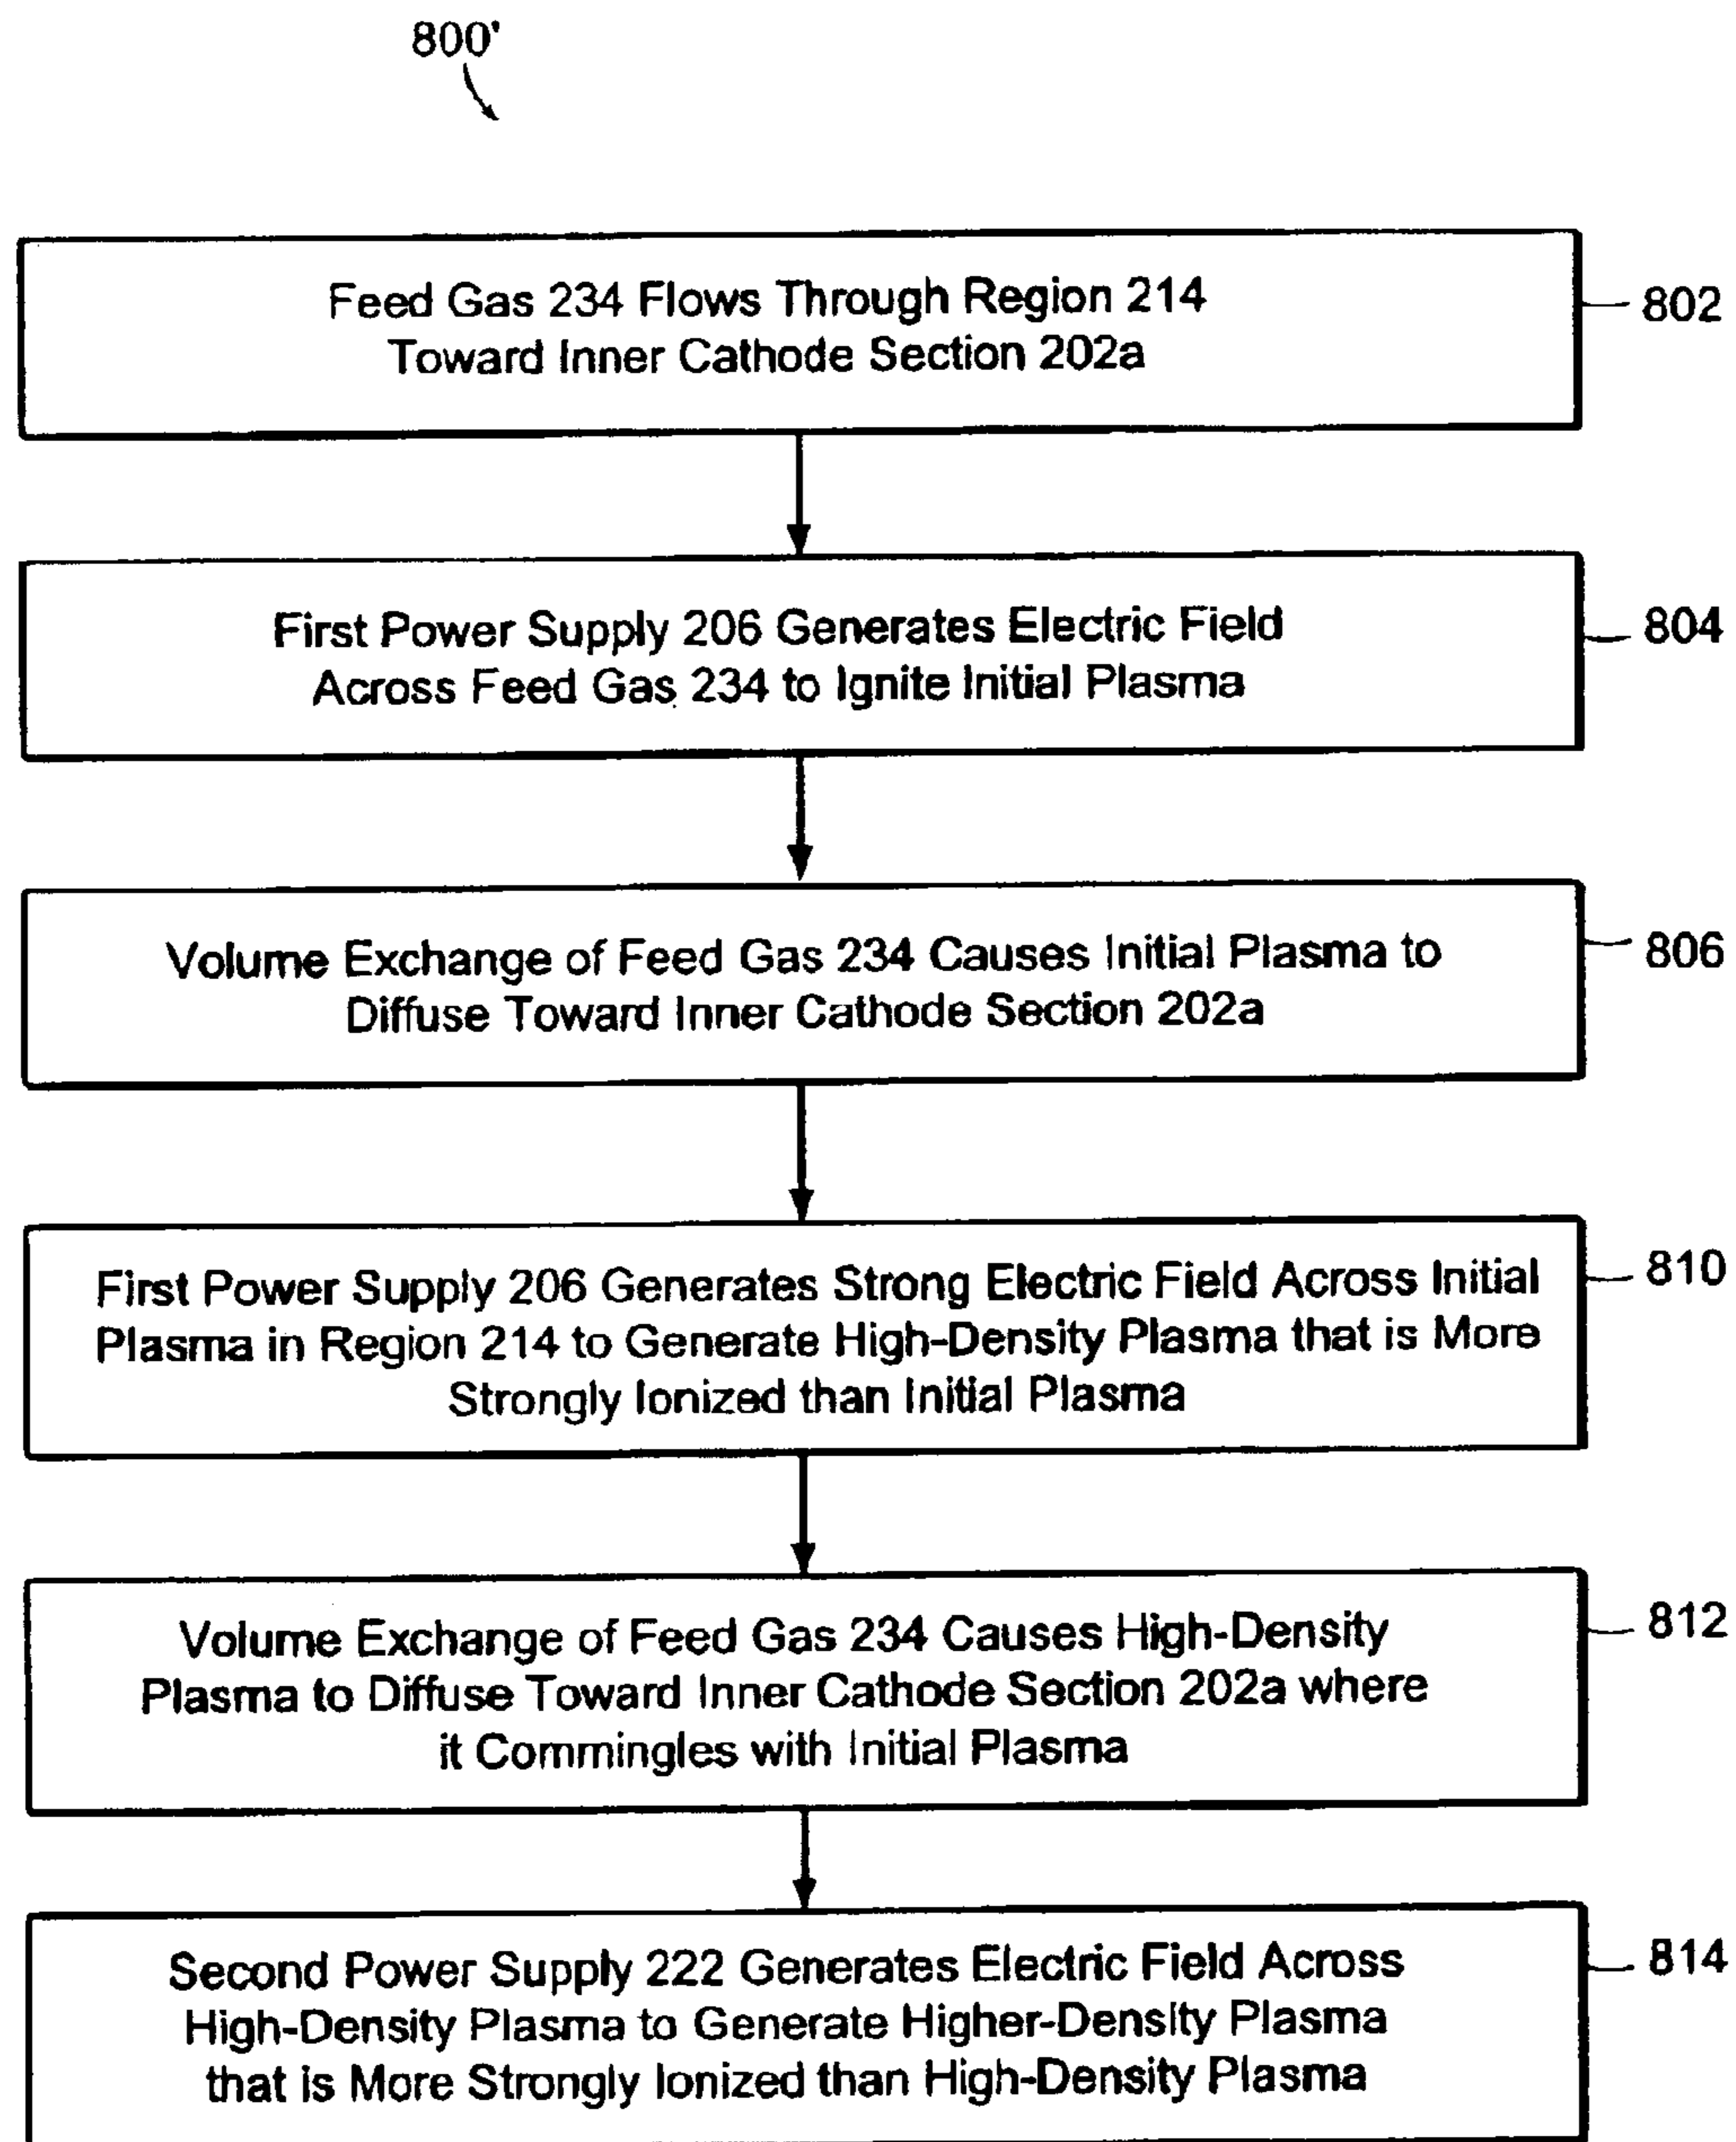 800'
Feed Gas 234 Flows Through Region 214
Toward Inner Cathode Section 202a
802
First Power Supply 206 Generates Electric Field
Across Feed Gas 234 to Ignite Initial Plasma
804
Volume Exchange of Feed Gas 234 Causes Initial Plasma to
Diffuse Toward Inner Cathode Section 202a
806
First Power Supply 206 Generates Strong Electric Field Across Initial
Plasma in Region 214 to Generate High-Density Plasma that is More
Strongly Ionized than Initial Plasma
810
Volume Exchange of Feed Gas 234 Causes High-Density
Plasma to Diffuse Toward Inner Cathode Section 202a where
it Commingles with Initial Plasma
812
Second Power Supply 222 Generates Electric Field Across
High-Density Plasma to Generate Higher-Density Plasma
that is More Strongly Ionized than High-Density Plasma
814